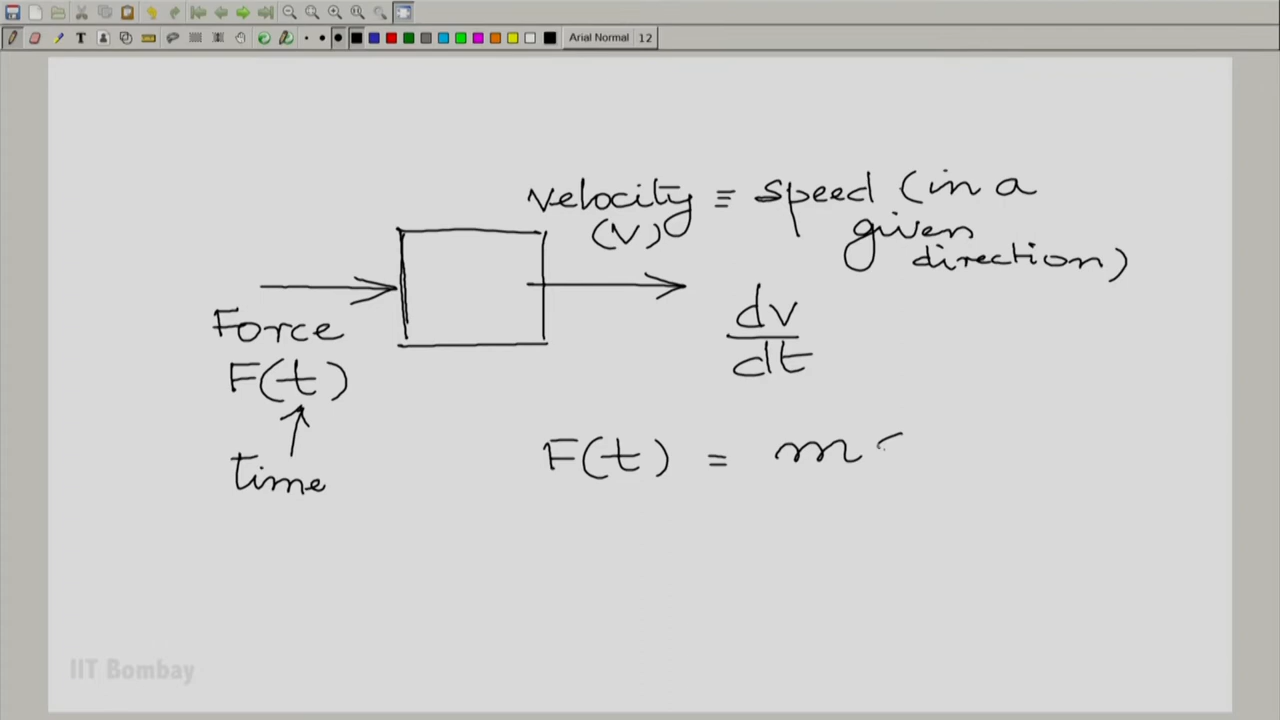 Arial Normal 12
velocity ≡ speed (in a
given
direction)
(v)
Force
F(t)
time
dv
dt
F(t) = m
IIT Bombay